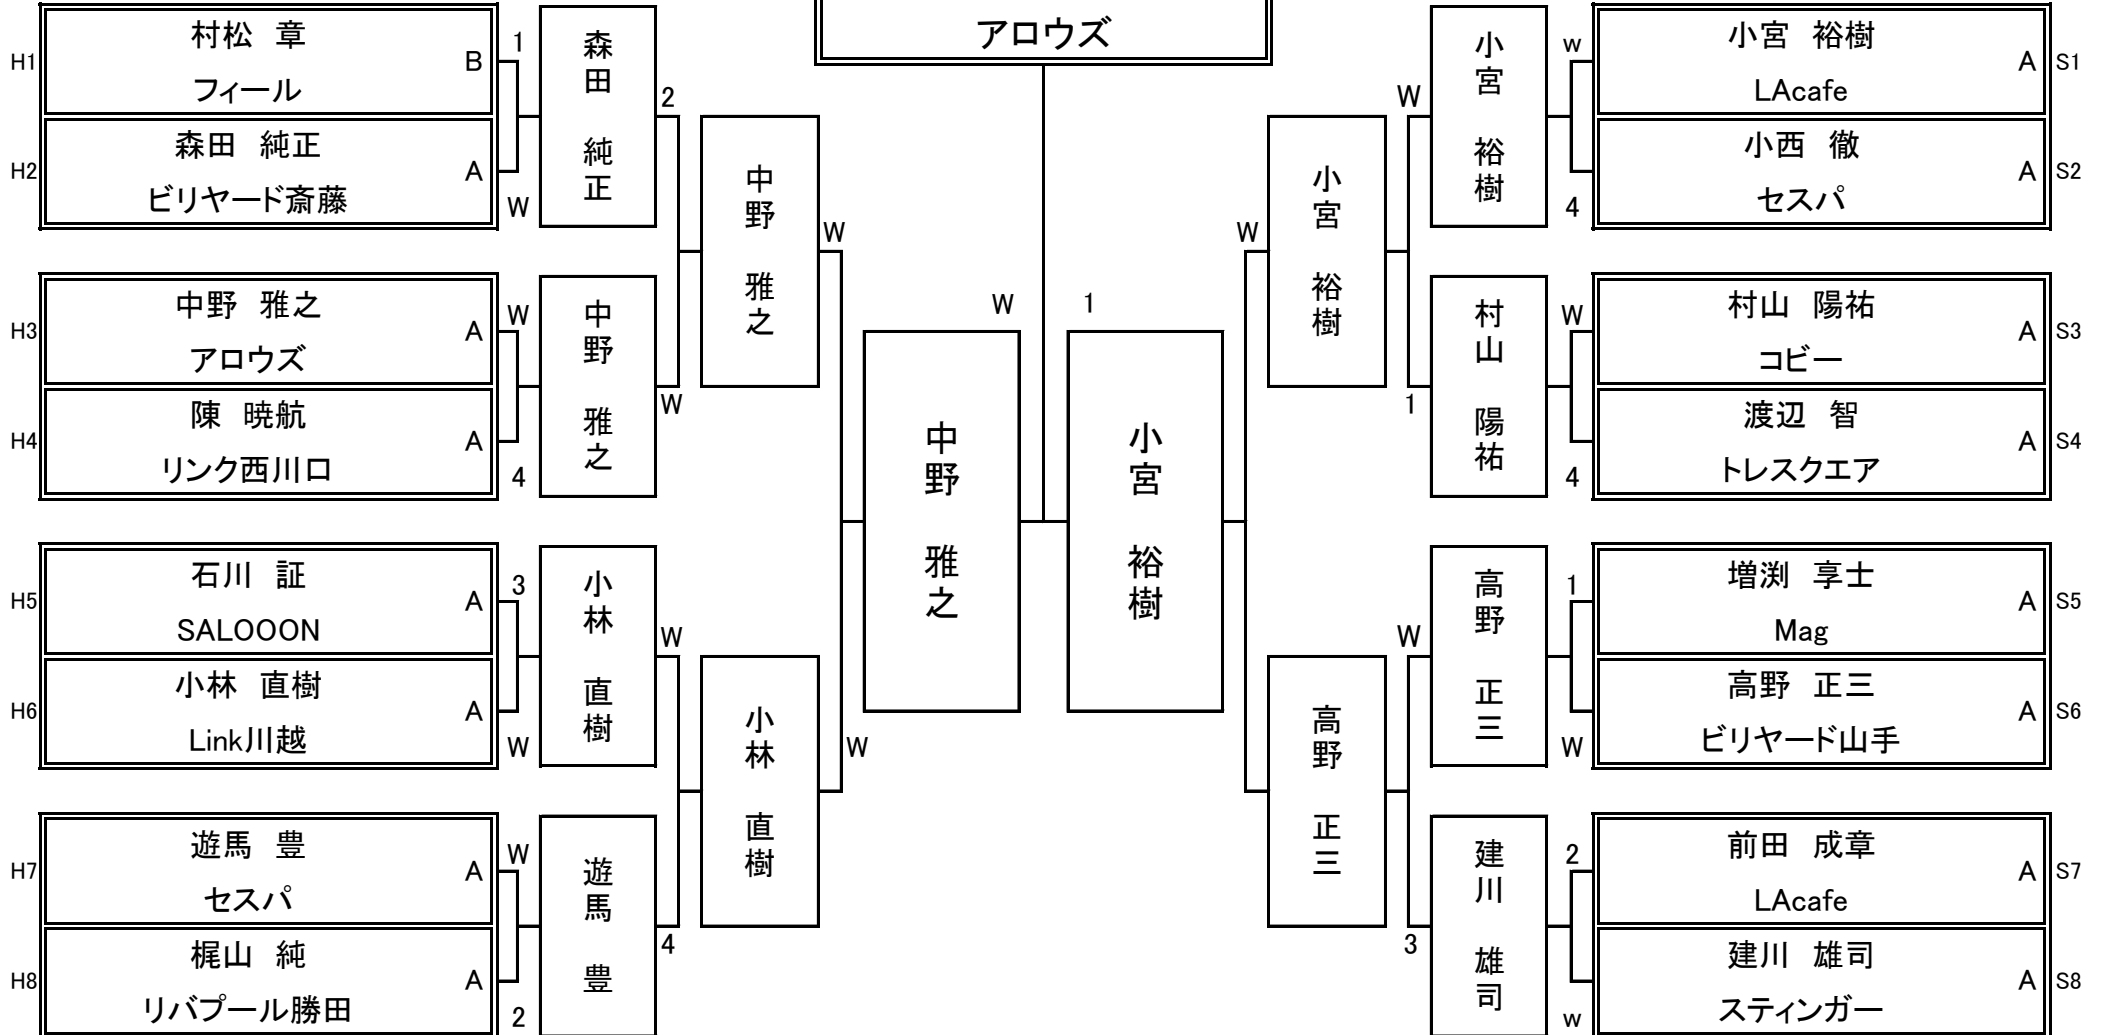 アロウズ
H1
村松 章
B
フィール
1
H2
森田 純正
A
ビリヤード斎藤
W
H3
中野 雅之
A
アロウズ
W
H4
陳 暁航
A
リンク西川口
4
H5
石川 証
A
SALOOON
3
H6
小林 直樹
A
Link川越
W
H7
遊馬 豊
A
セスパ
W
H8
梶山 純
A
リバプール勝田
2
森田 純正
2
中野 雅之
W
小林 直樹
W
遊馬 豊
4
中野 雅之
W
小林 直樹
W
中野 雅之
W
小宮 裕樹
1
小宮 裕樹
W
高野 正三
小宮 裕樹
W
村山 陽祐
1
高野 正三
W
建川 雄司
3
w
小宮 裕樹
A
S1
LAcafe
小西 徹
A
S2
セスパ
4
W
村山 陽祐
A
S3
コビー
渡辺 智
A
S4
トレスクエア
4
1
増渕 享士
A
S5
Mag
高野 正三
A
S6
ビリヤード山手
W
2
前田 成章
A
S7
LAcafe
建川 雄司
A
S8
スティンガー
w